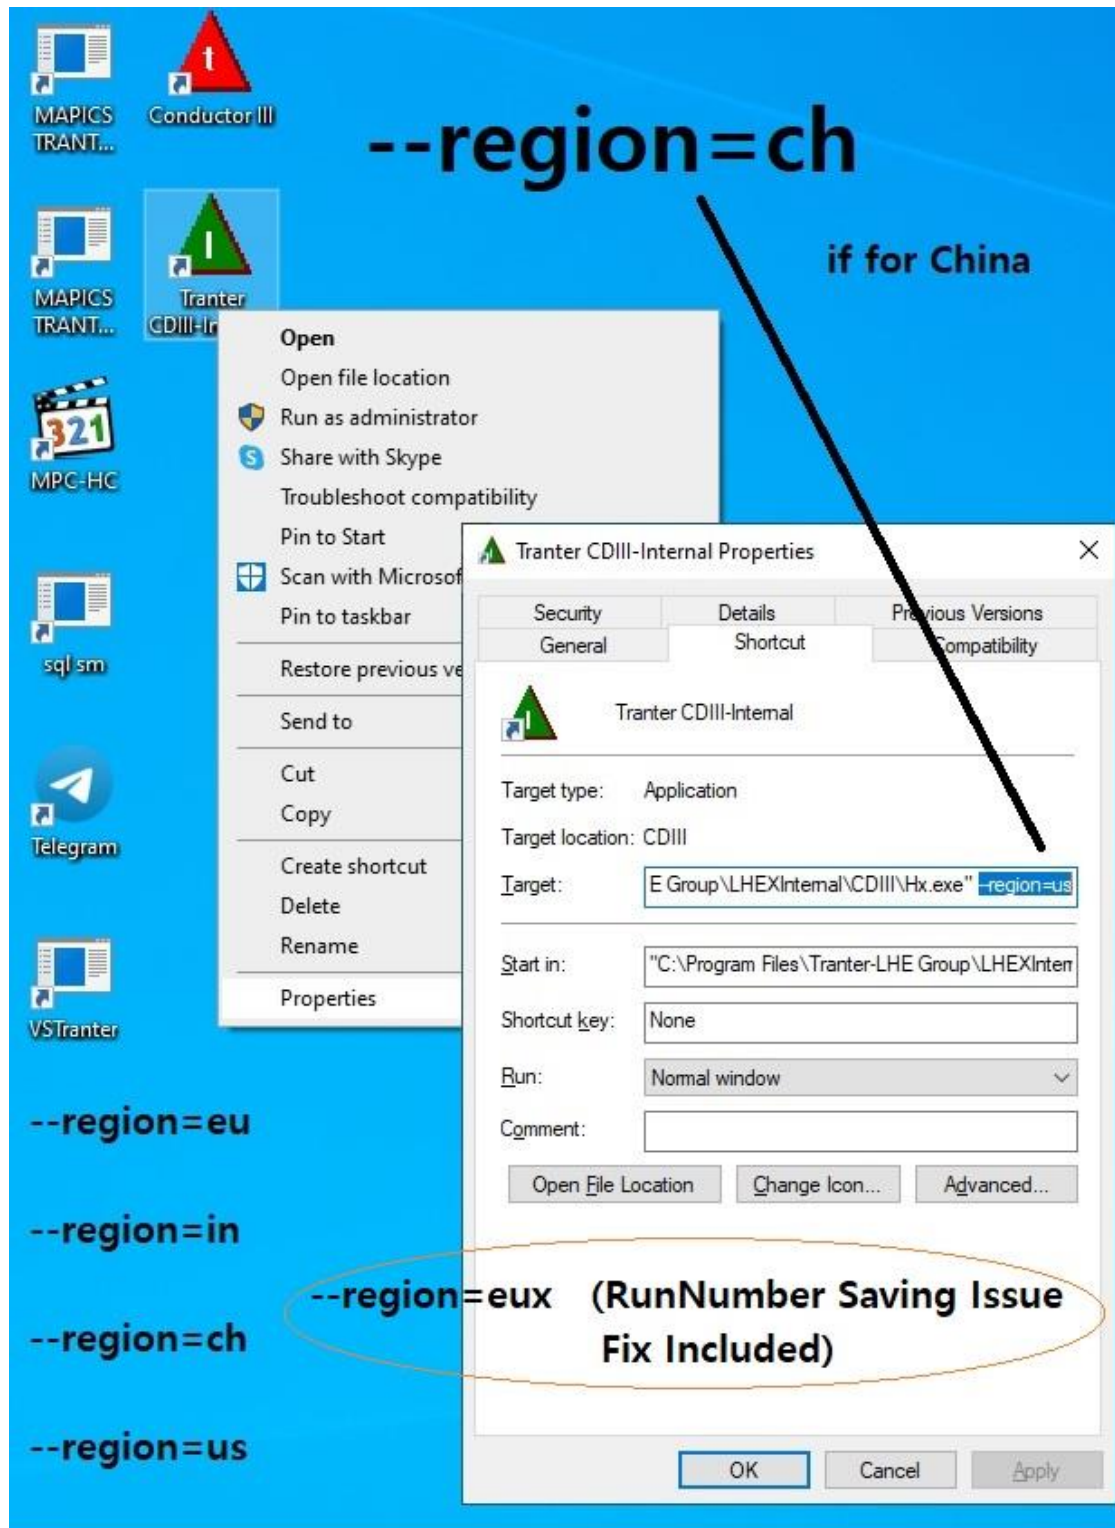 MAPICS
TRANT...
Conductor III
--region=ch
if for China
MAPICS
TRANT...
Tranter
CDIII-In
Open
Open file location
Run as administrator
Share with Skype
Troubleshoot compatibility
Pin to Start
Scan with Microsof
Pin to taskbar
Restore previous ve
Send to
Cut
Copy
Create shortcut
Delete
Rename
Properties
MPC-HC
sql sm
Telegram
VSTranter
Tranter CDIII-Internal Properties
Security Details Previous Versions
General Shortcut Compatibility
Tranter CDIII-Internal
Target type: Application
Target location: CDIII
Target: E Group\LHEXInternal\CDIII\Hx.exe" --region=us
Start in: "C:\Program Files\Tranter-LHE Group\LHEXIntern
Shortcut key: None
Run: Normal window
Comment:
Open File Location Change Icon... Advanced...
--region=eu
--region=in
--region=eux (RunNumber Saving Issue
Fix Included)
--region=ch
--region=us
OK Cancel Apply